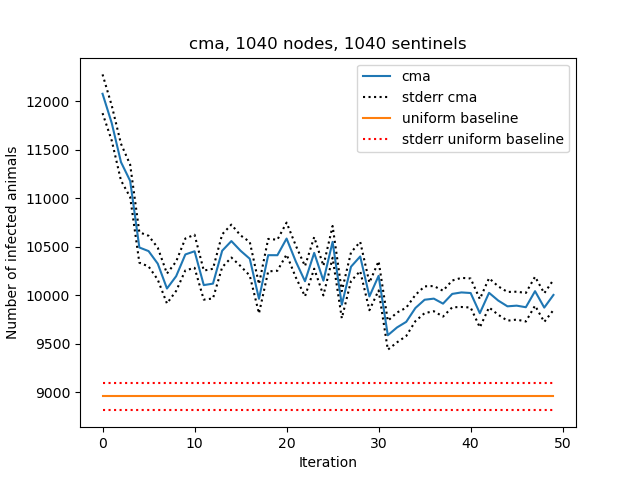 cma, 1040 nodes, 1040 sentinels
cma
stderr cma
uniform baseline
stderr uniform baseline
Number of infected animals
12000
11500
11000
10500
10000
9500
9000
0 10 20 30 40 50
Iteration